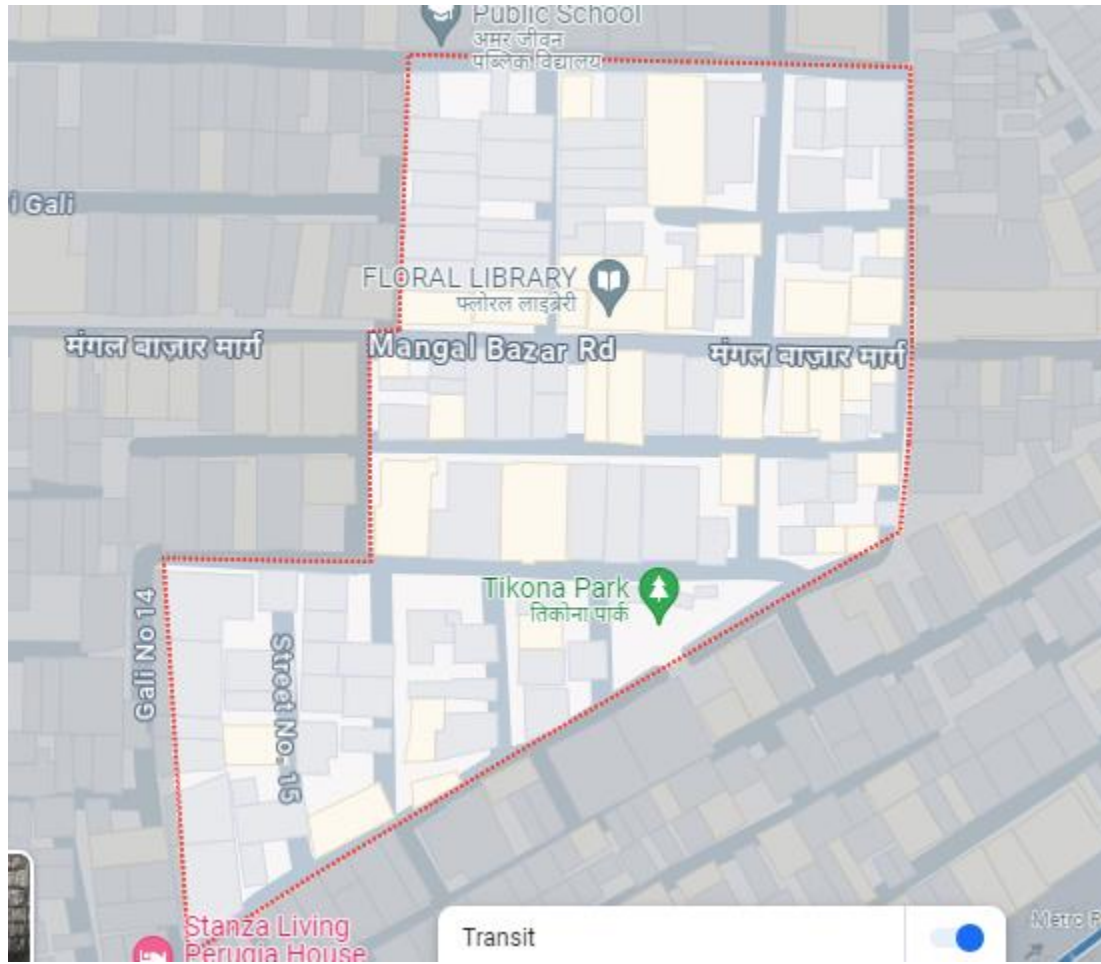 Public School
अमर जीवन
पब्लिक विद्यालय
i Gali
FLORAL LIBRARY
फ्लोरल लाइब्रेरी
मंगल बाज़ार मार्ग
Mangal Bazar Rd
मंगल बाज़ार मार्ग
Tikona Park
तिकोना पार्क
Gali No 14
Street No. 15
Stanza Living
Perugia House
Transit
Metro